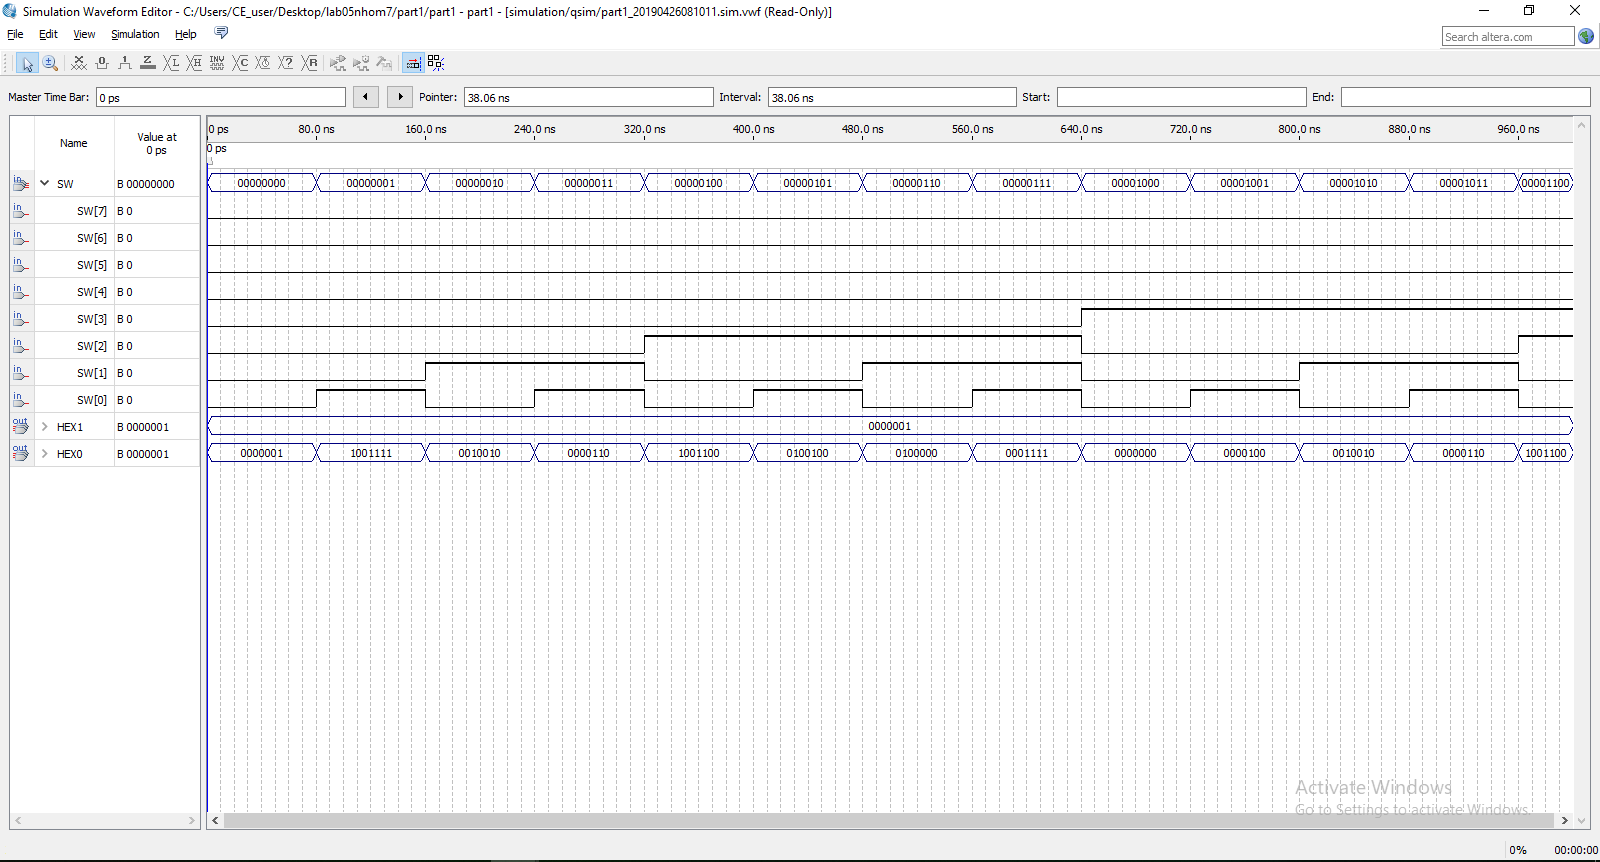 Simulation Waveform Editor - C:/Users/CE_user/Desktop/lab05nhom7/part1/part1 - part1 - [simulation/qsim/part1_20190426081011.sim.vwf (Read-Only)]
File Edit View Simulation Help
Search altera.com
Master Time Bar: 0 ps Pointer: 38.06 ns Interval: 38.06 ns Start: End:
Name Value at 0 ps
0 ps 80.0 ns 160.0 ns 240.0 ns 320.0 ns 400.0 ns 480.0 ns 560.0 ns 640.0 ns 720.0 ns 800.0 ns 880.0 ns 960.0 ns
0 ps
SW B 00000000 00000000 00000001 00000010 00000011 00000100 00000101 00000110 00000111 00001000 00001001 00001010 00001011 00001100
SW[7] B 0
SW[6] B 0
SW[5] B 0
SW[4] B 0
SW[3] B 0
SW[2] B 0
SW[1] B 0
SW[0] B 0
HEX1 B 0000001 0000001
HEX0 B 0000001 0000001 1001111 0010010 0000110 1001100 0100100 0100000 0001111 0000000 0000100 0010010 0000110 1001100
Activate Windows
Go to Settings to activate Windows.
0% 00:00:00